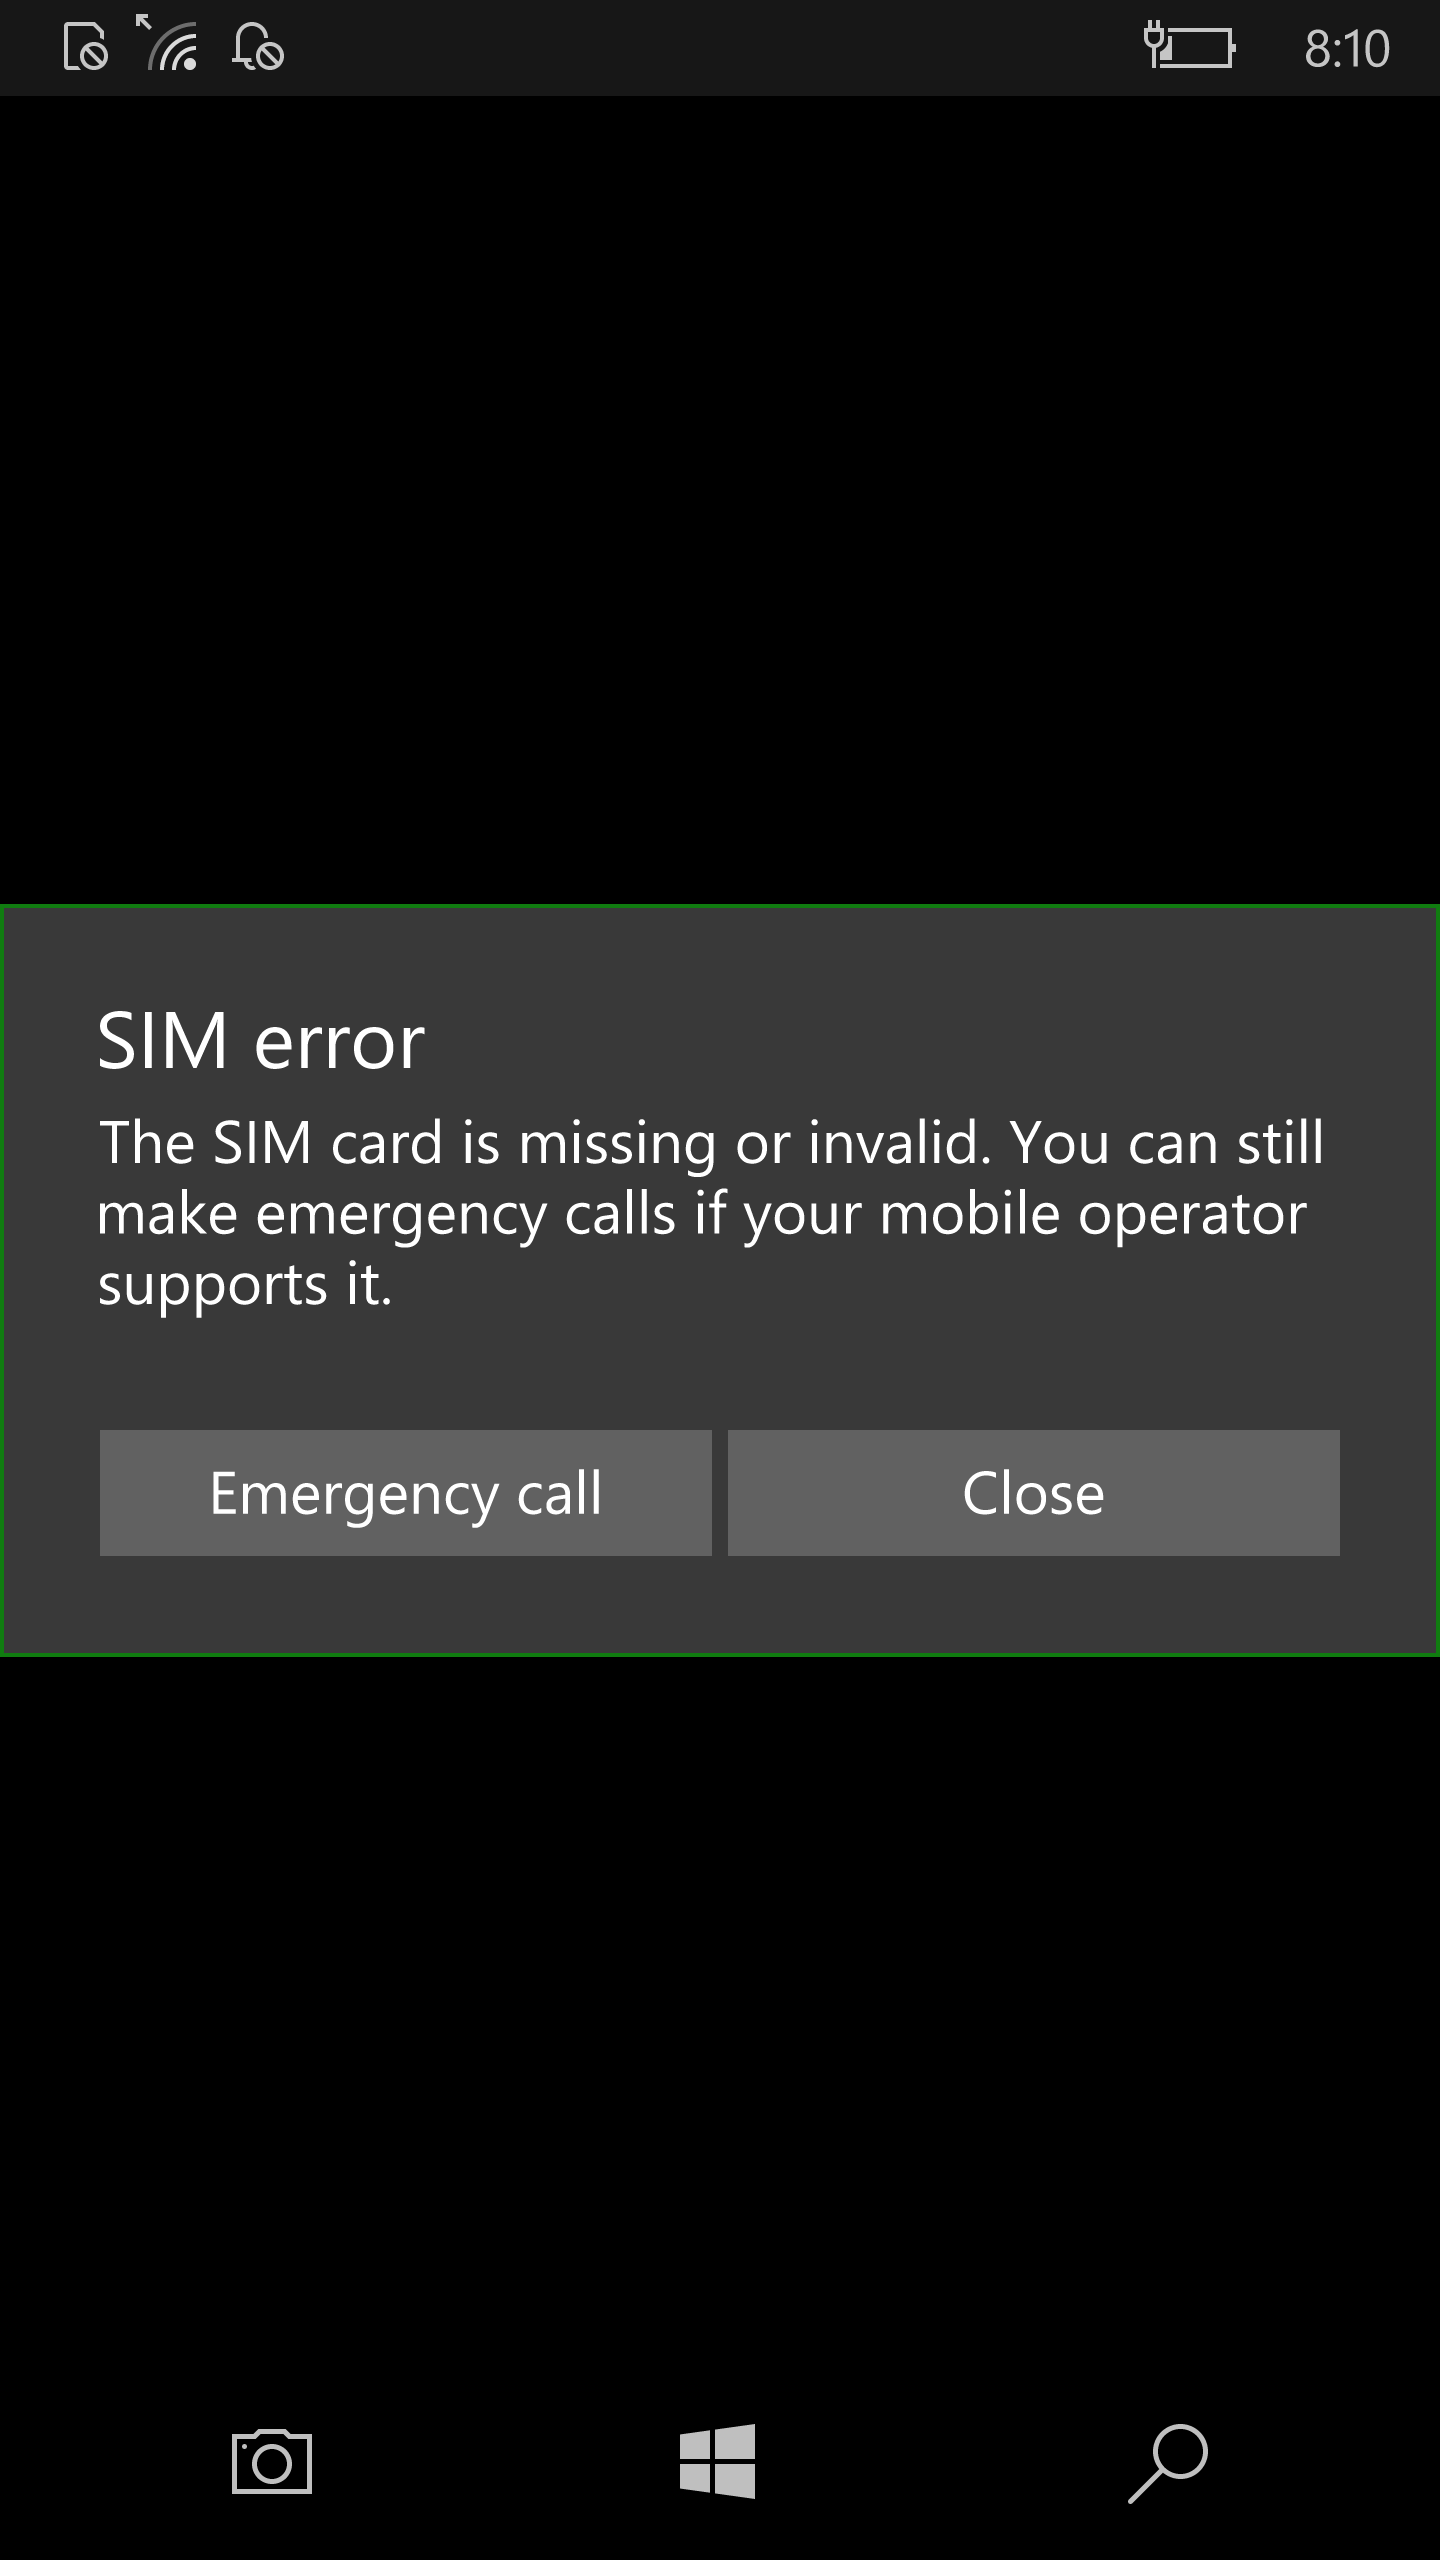 8:10
SIM error
The SIM card is missing or invalid. You can still
make emergency calls if your mobile operator
supports it.
Emergency call
Close